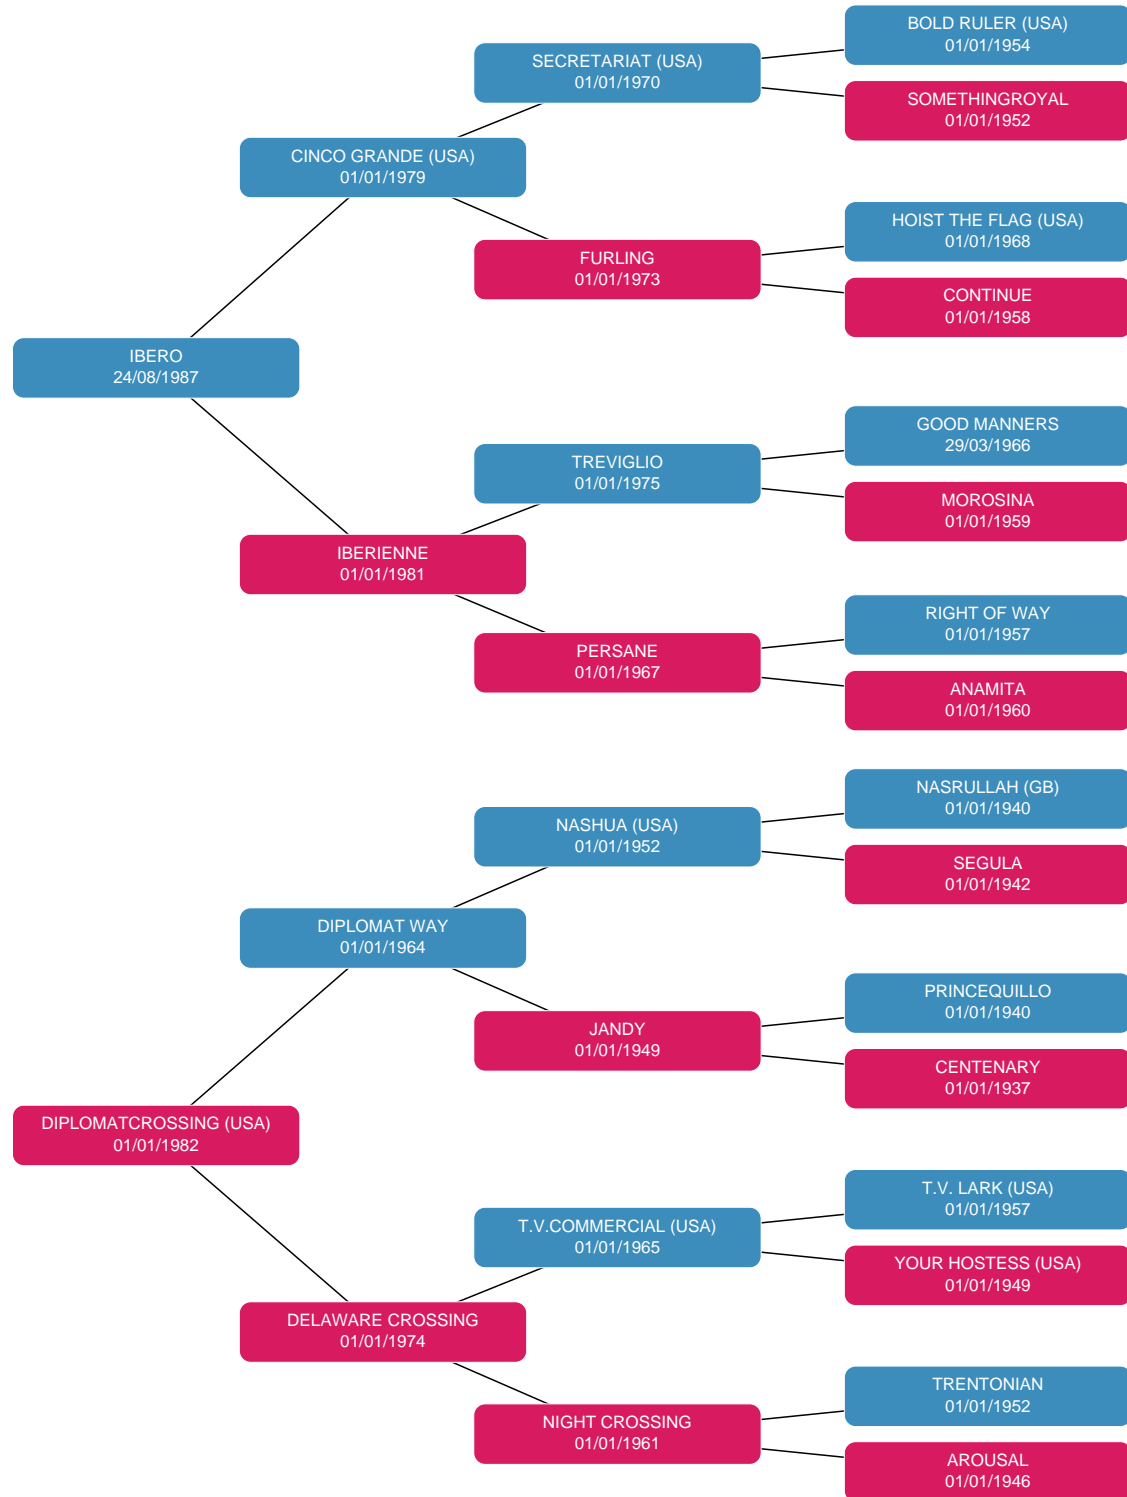 BOLD RULER (USA)
01/01/1954
SECRETARIAT (USA)
01/01/1970
SOMETHINGROYAL
01/01/1952
CINCO GRANDE (USA)
01/01/1979
HOIST THE FLAG (USA)
01/01/1968
FURLING
01/01/1973
CONTINUE
01/01/1958
IBERO
24/08/1987
GOOD MANNERS
29/03/1966
TREVIGLIO
01/01/1975
MOROSINA
01/01/1959
IBERIENNE
01/01/1981
RIGHT OF WAY
01/01/1957
PERSANE
01/01/1967
ANAMITA
01/01/1960
NASRULLAH (GB)
01/01/1940
NASHUA (USA)
01/01/1952
SEGULA
01/01/1942
DIPLOMAT WAY
01/01/1964
PRINCEQUILLO
01/01/1940
JANDY
01/01/1949
CENTENARY
01/01/1937
DIPLOMATCROSSING (USA)
01/01/1982
T.V. LARK (USA)
01/01/1957
T.V.COMMERCIAL (USA)
01/01/1965
YOUR HOSTESS (USA)
01/01/1949
DELAWARE CROSSING
01/01/1974
TRENTONIAN
01/01/1952
NIGHT CROSSING
01/01/1961
AROUSAL
01/01/1946